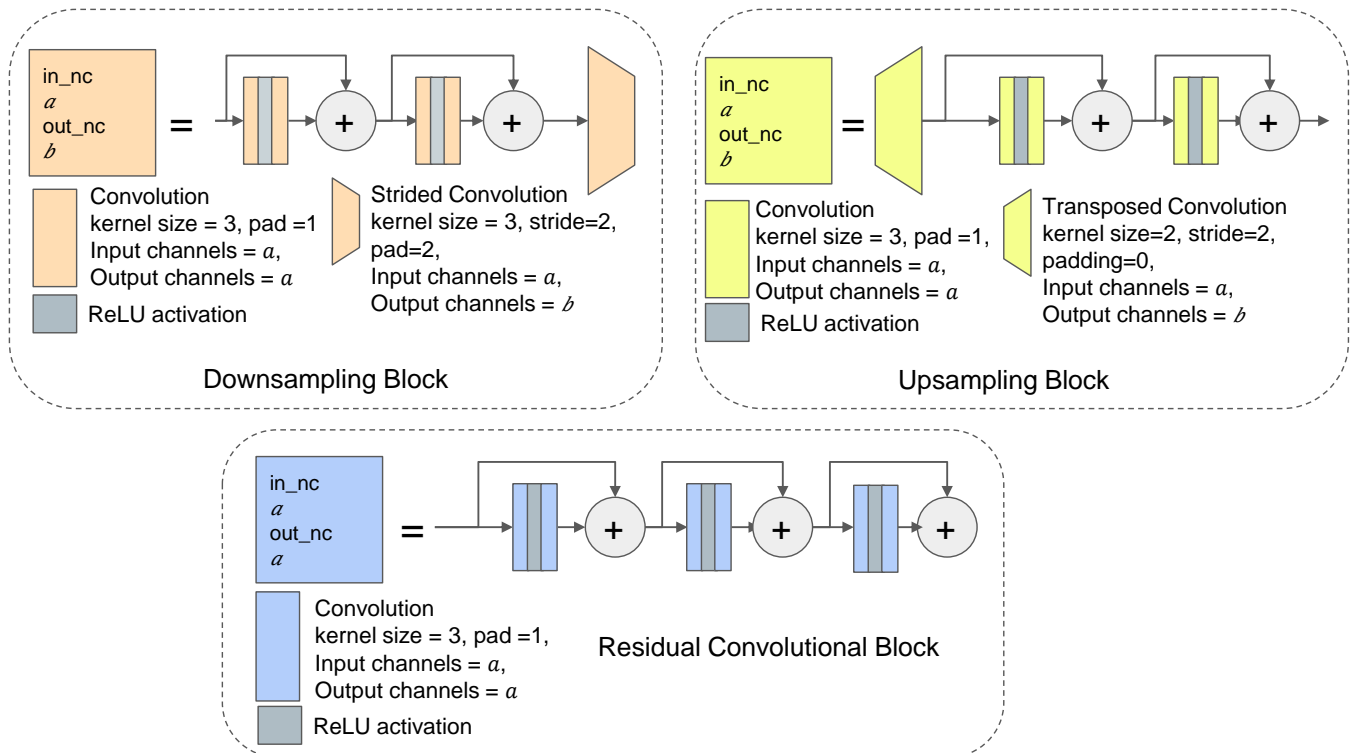 in_nc
𝑎
out_nc
𝑏
=
+
+
Convolution
kernel size = 3, pad =1
Input channels = 𝑎,
Output channels = 𝑎
ReLU activation
Strided Convolution
kernel size = 3, stride=2,
pad=2,
Input channels = 𝑎,
Output channels = 𝑏
Downsampling Block
in_nc
𝑎
out_nc
𝑏
=
+
+
Convolution
kernel size = 3, pad =1,
Input channels = 𝑎,
Output channels = 𝑎
ReLU activation
Transposed Convolution
kernel size=2, stride=2,
padding=0,
Input channels = 𝑎,
Output channels = 𝑏
Upsampling Block
in_nc
𝑎
out_nc
𝑎
=
+
+
+
Convolution
kernel size = 3, pad =1,
Input channels = 𝑎,
Output channels = 𝑎
ReLU activation
Residual Convolutional Block